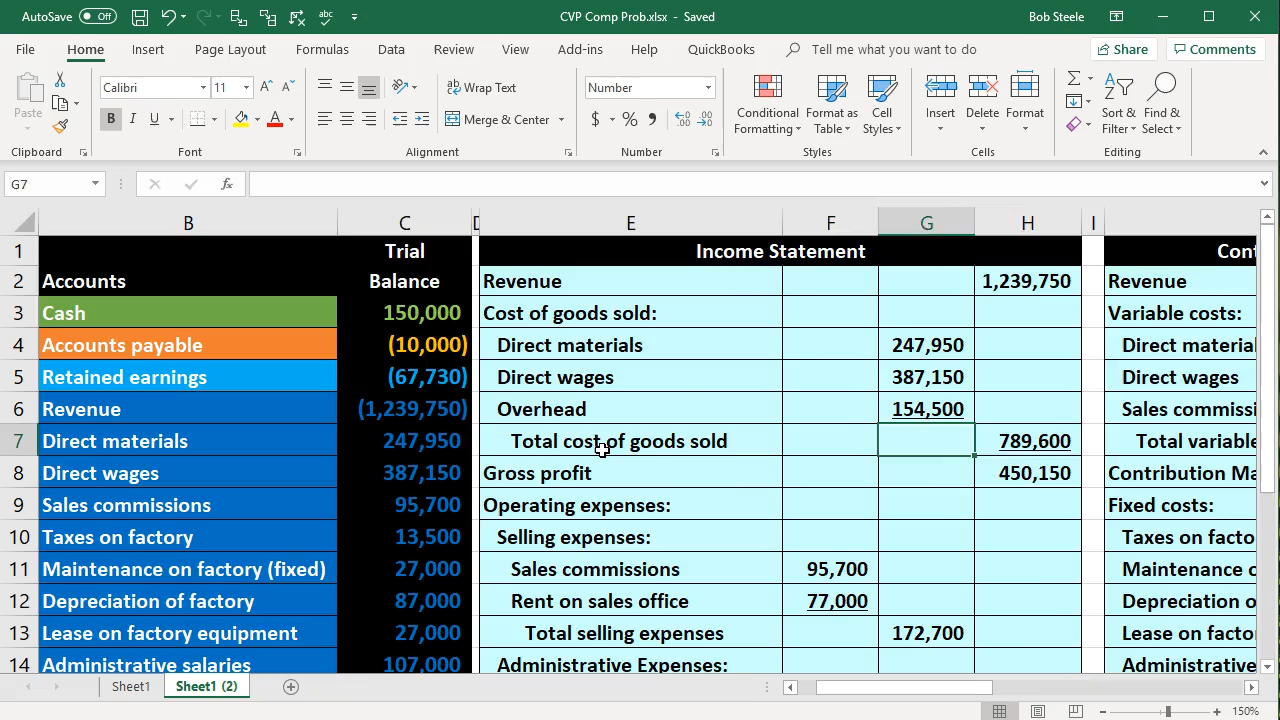 AutoSave Off CVP Comp Prob.xlsx - Saved Bob Steele
File Home Insert Page Layout Formulas Data Review View Add-ins Help QuickBooks Tell me what you want to do Share Comments
Paste Calibri 11 Wrap Text Number Conditional Formatting Format as Table Cell Styles Insert Delete Format Sort & Filter Find & Select
B I U A Merge & Center $ % ,
Clipboard Font Alignment Number Styles Cells Editing
G7 fx
B C D E F G H I
1 Trial Income Statement Cont
2 Accounts Balance Revenue 1,239,750 Revenue
3 Cash 150,000 Cost of goods sold: Variable costs:
4 Accounts payable (10,000) Direct materials 247,950 Direct materia
5 Retained earnings (67,730) Direct wages 387,150 Direct wages
6 Revenue (1,239,750) Overhead 154,500 Sales commissi
7 Direct materials 247,950 Total cost of goods sold 789,600 Total variable
8 Direct wages 387,150 Gross profit 450,150 Contribution Ma
9 Sales commissions 95,700 Operating expenses: Fixed costs:
10 Taxes on factory 13,500 Selling expenses: Taxes on facto
11 Maintenance on factory (fixed) 27,000 Sales commissions 95,700 Maintenance o
12 Depreciation of factory 87,000 Rent on sales office 77,000 Depreciation o
13 Lease on factory equipment 27,000 Total selling expenses 172,700 Lease on facto
14 Administrative salaries 107,000 Administrative Expenses: Administrative
Sheet1 Sheet1 (2)
150%